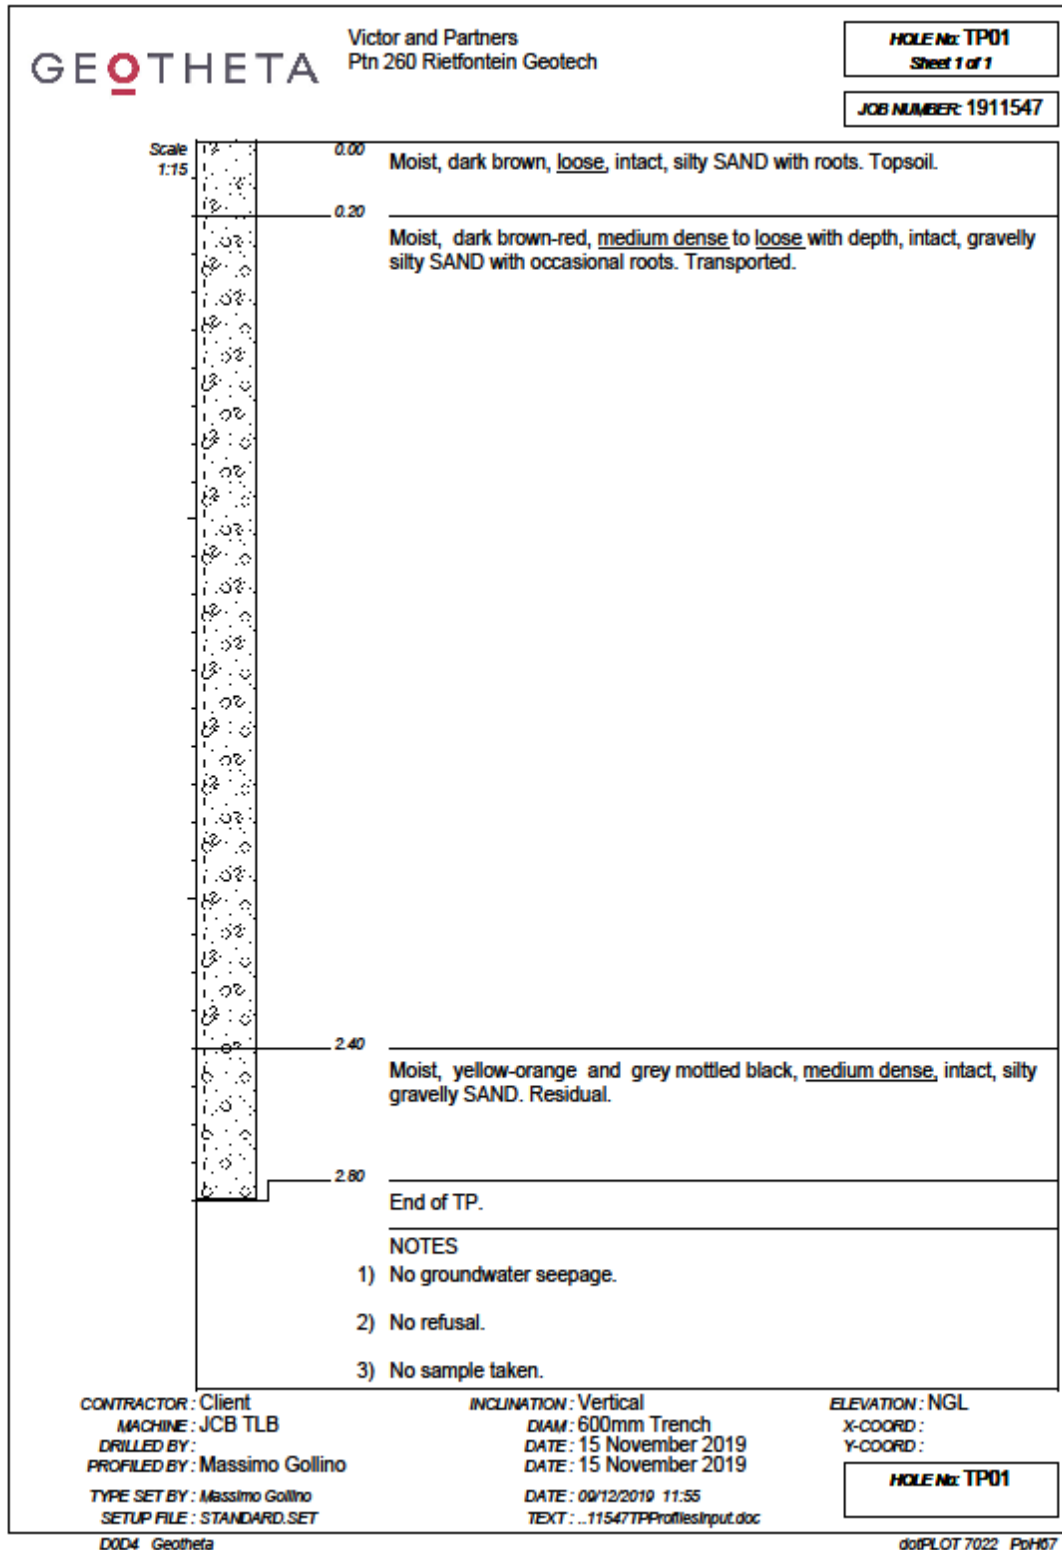 GEOTHETA
Victor and Partners
Ptn 260 Rietfontein Geotech
HOLE No: TP01
Sheet 1 of 1
JOB NUMBER: 1911547
Scale
1:15
0.00
Moist, dark brown, loose, intact, silty SAND with roots. Topsoil.
0.20
Moist, dark brown-red, medium dense to loose with depth, intact, gravelly
silty SAND with occasional roots. Transported.
2.40
Moist, yellow-orange and grey mottled black, medium dense, intact, silty
gravelly SAND. Residual.
2.80
End of TP.
NOTES
1) No groundwater seepage.
2) No refusal.
3) No sample taken.
CONTRACTOR : Client
MACHINE : JCB TLB
DRILLED BY :
PROFILED BY : Massimo Gollino
TYPE SET BY : Massimo Gollino
SETUP FILE : STANDARD.SET
INCLINATION : Vertical
DIAM : 600mm Trench
DATE : 15 November 2019
DATE : 15 November 2019
DATE : 09/12/2019 11:55
TEXT : ..11547TPProfilesInput.doc
ELEVATION : NGL
X-COORD :
Y-COORD :
HOLE No: TP01
D0D4 Geotheta
dotPLOT 7022 PpH67